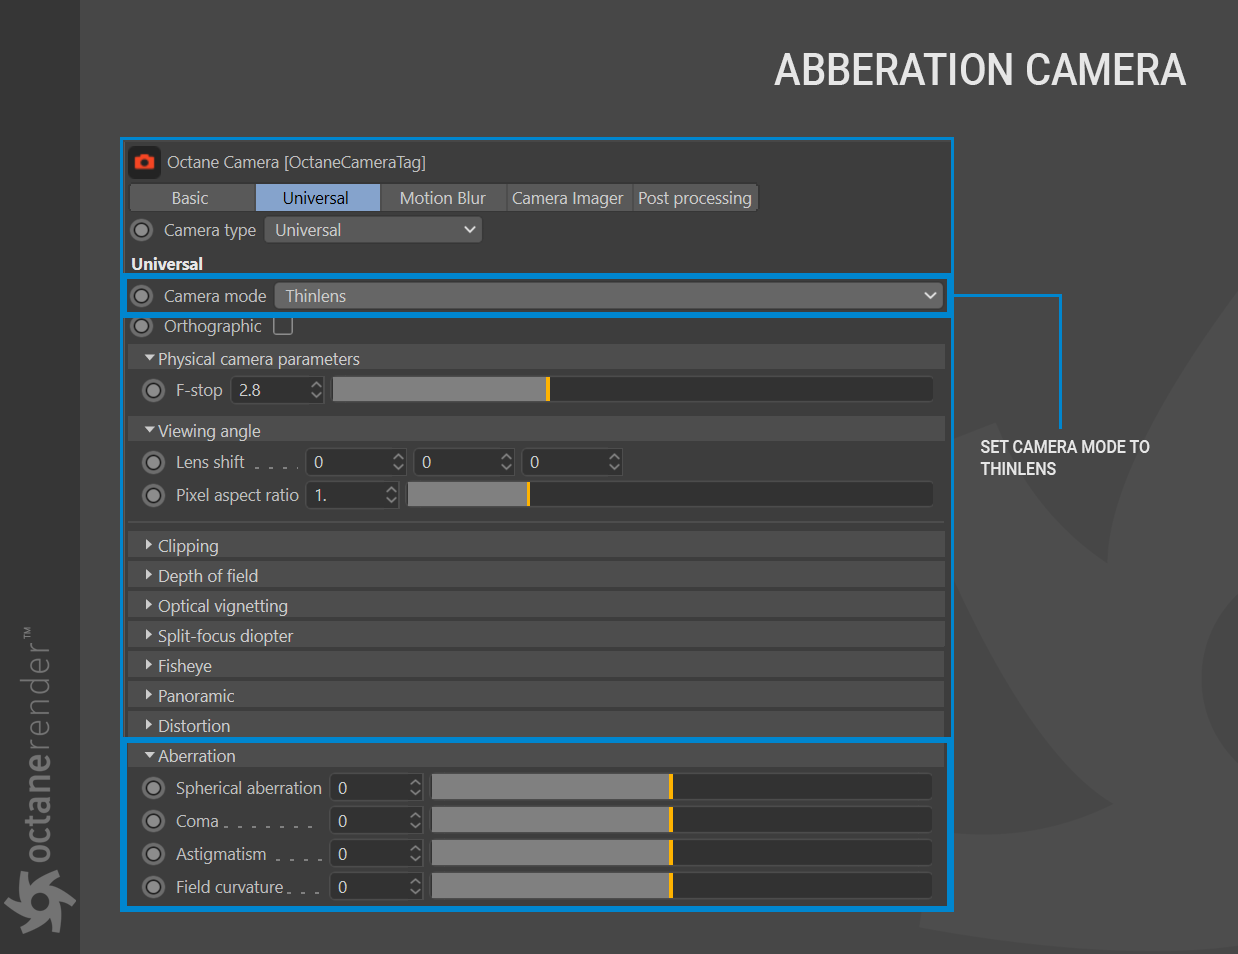 ABBERATION CAMERA
Octane Camera [OctaneCameraTag]
Basic Universal Motion Blur Camera Imager Post processing
Camera type Universal
Universal
Camera mode Thinlens
Orthographic
Physical camera parameters
F-stop 2.8
Viewing angle
Lens shift . . . . 0 0 0
Pixel aspect ratio 1.
Clipping
Depth of field
Optical vignetting
Split-focus diopter
Fisheye
Panoramic
Distortion
Aberration
Spherical aberration 0
Coma . . . . . . . 0
Astigmatism . . . . 0
Field curvature . . . 0
SET CAMERA MODE TO
THINLENS
octanerender™